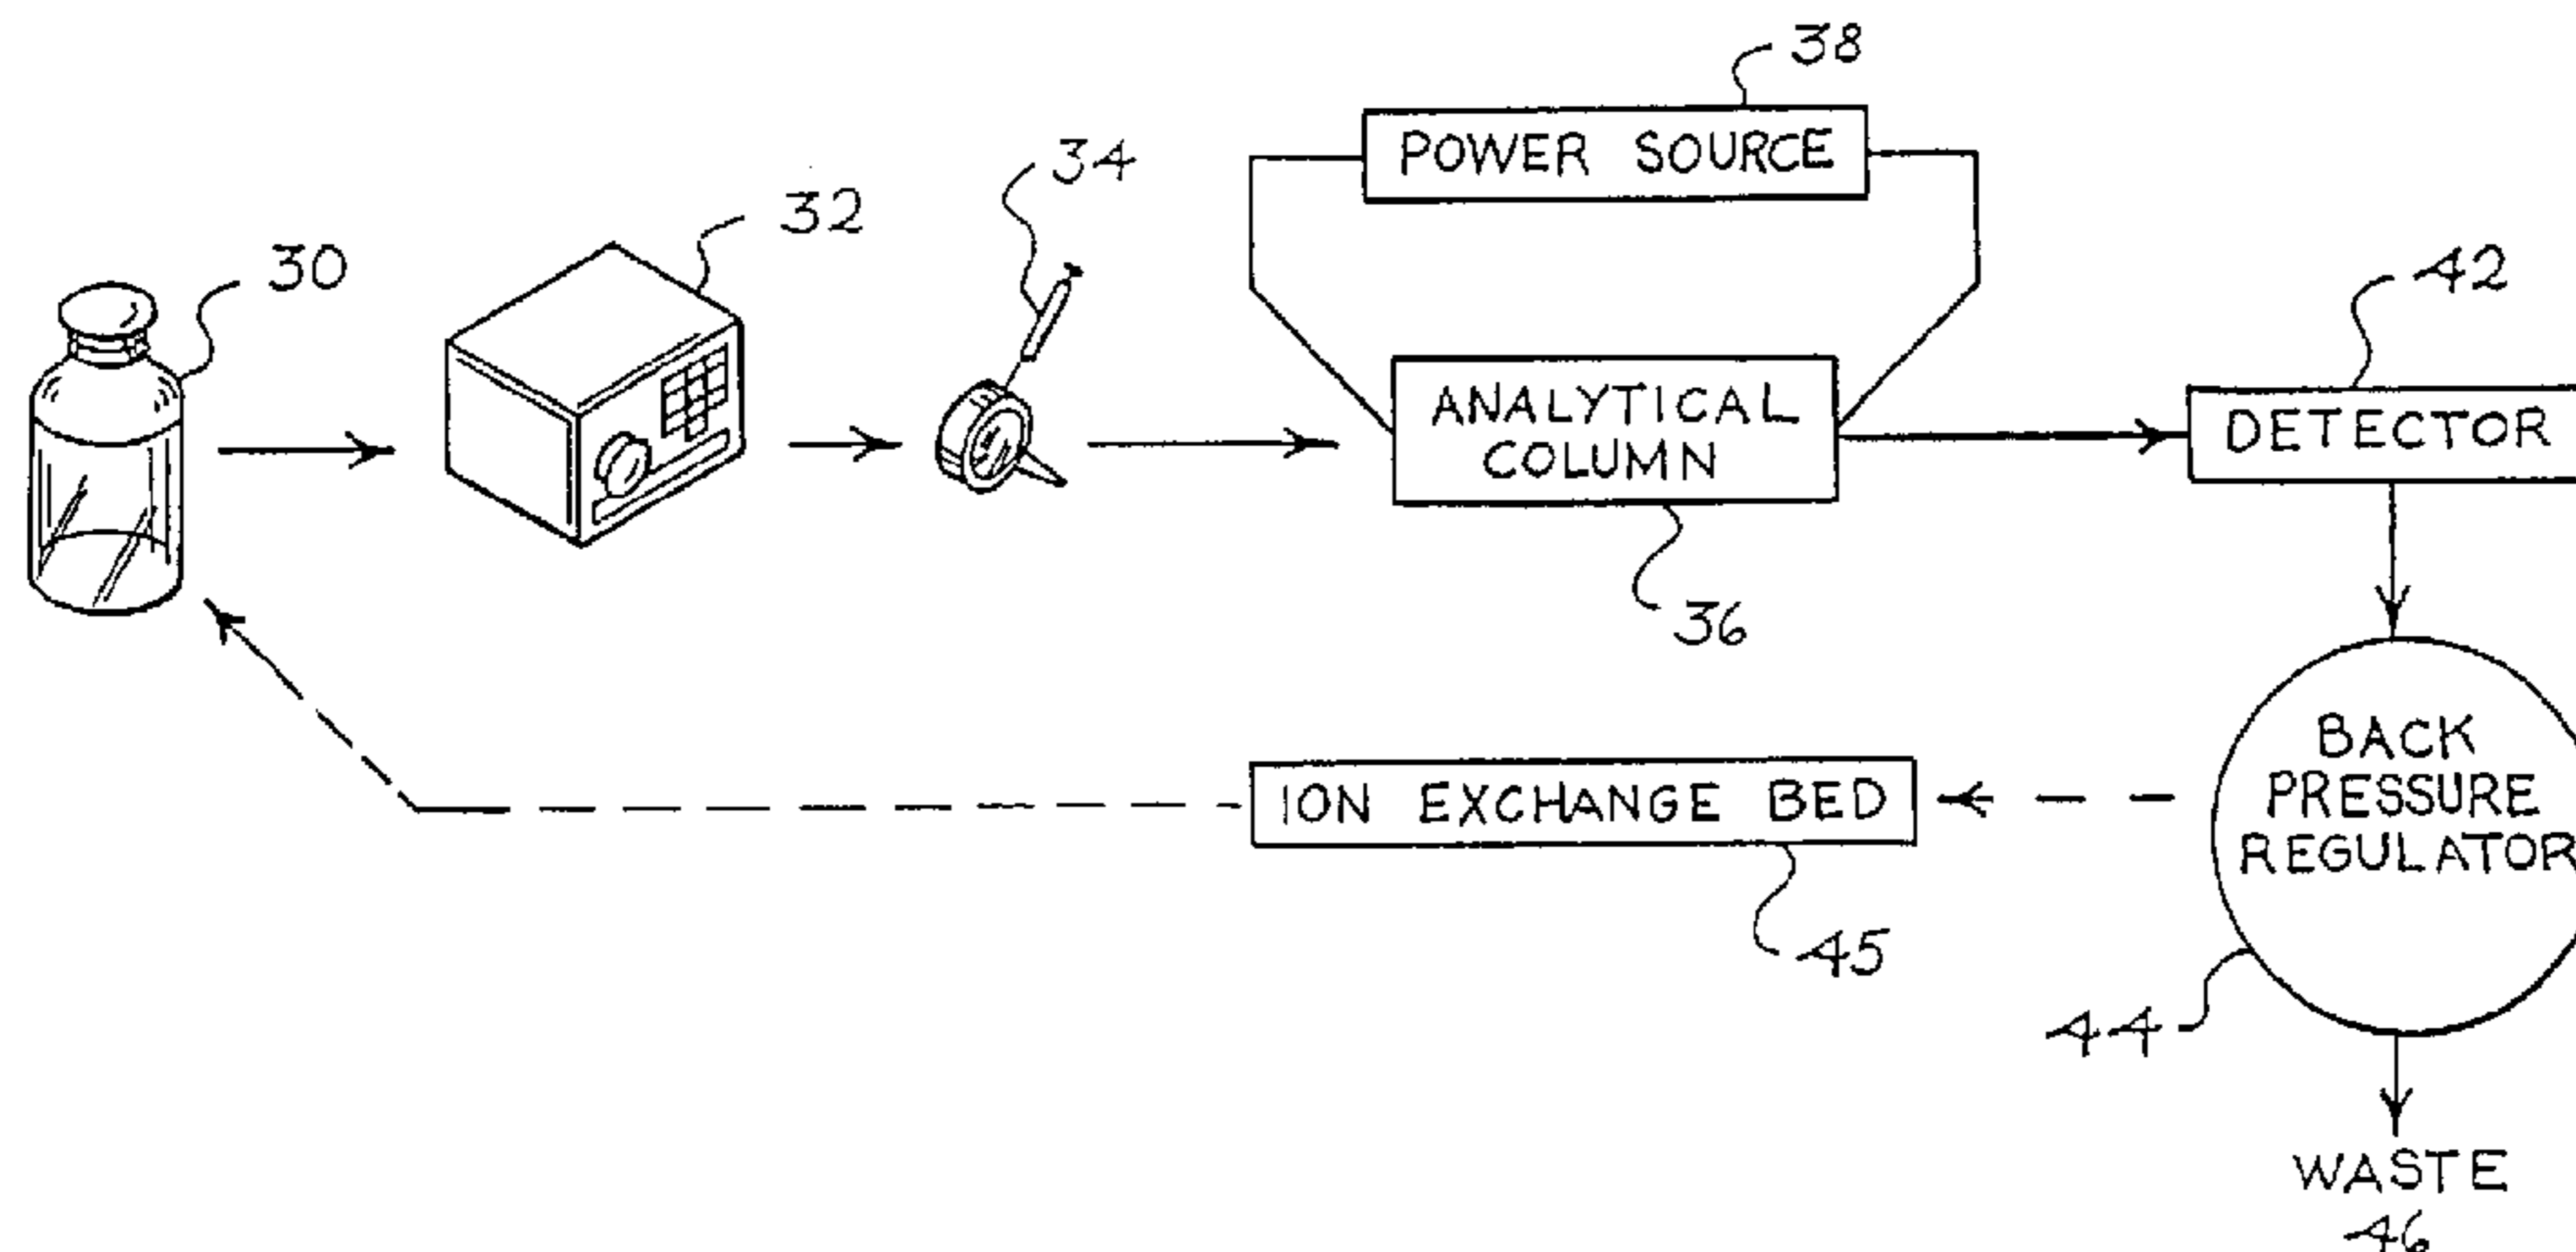 38
POWER SOURCE
34
32
30
42
ANALYTICAL
COLUMN
DETECTOR
36
BACK
PRESSURE
REGULATOR
ION EXCHANGE BED
45
44
WASTE
46